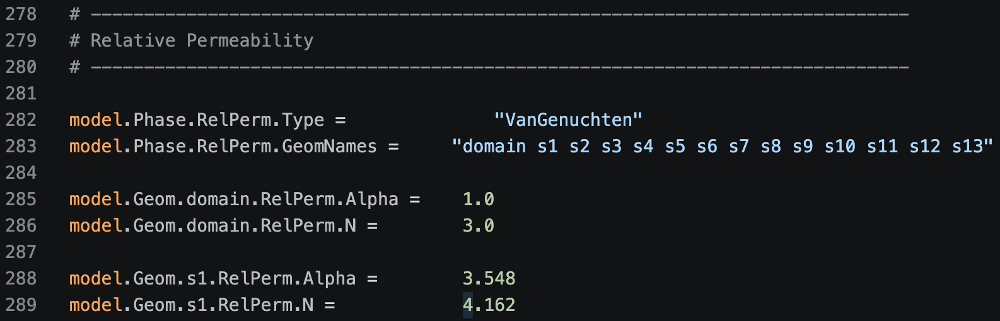 278 # -----------------------------------------------------------------------------
279 # Relative Permeability
280 # -----------------------------------------------------------------------------
281
282 model.Phase.RelPerm.Type =              "VanGenuchten"
283 model.Phase.RelPerm.GeomNames =     "domain s1 s2 s3 s4 s5 s6 s7 s8 s9 s10 s11 s12 s13"
284
285 model.Geom.domain.RelPerm.Alpha =    1.0
286 model.Geom.domain.RelPerm.N =        3.0
287
288 model.Geom.s1.RelPerm.Alpha =        3.548
289 model.Geom.s1.RelPerm.N =            4.162